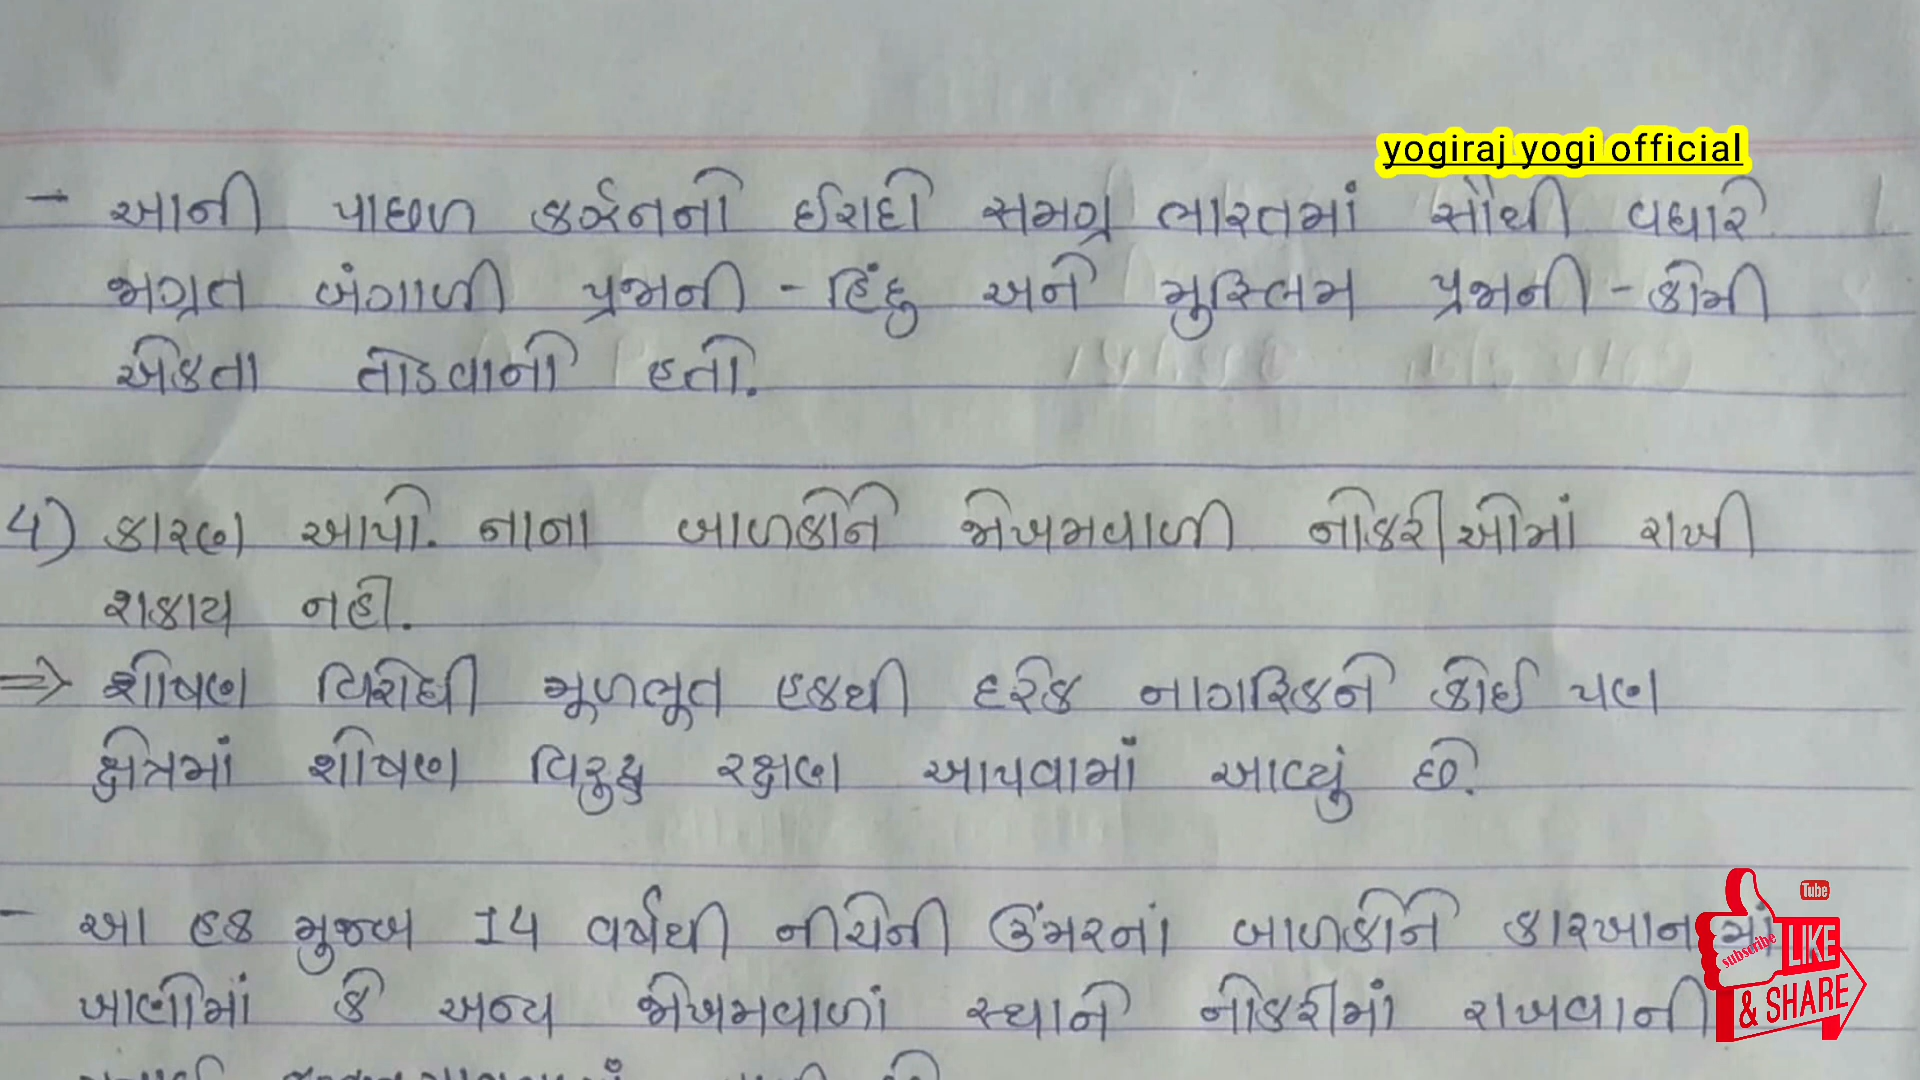 yogiraj yogi official
- આની પાછળ કર્ઝનનો ઈરાદો સમગ્ર ભારતમાં સૌથી વધારે
જાગ્રત બંગાળી પ્રજાની - હિંદુ અને મુસ્લિમ પ્રજાની - કોમી
એકતા તોડવાનો હતો.
4) કારણ આપો. નાના બાળકોને જોખમવાળી નોકરીઓમાં રાખી
શકાય નહી.
⇒ શોષણ વિરોધી મૂળભૂત હકથી દરેક નાગરિકને કોઈ પણ
ક્ષેત્રમાં શોષણ વિરુદ્ધ રક્ષણ આપવામાં આવ્યું છે.
- આ હક મુજબ 14 વર્ષથી નીચેની ઉંમરનાં બાળકોને કારખાનામાં
ખાણોમાં કે અન્ય જોખમવાળાં સ્થાને નોકરીમાં રાખવાની
Tube
subscribe
LIKE
& SHARE